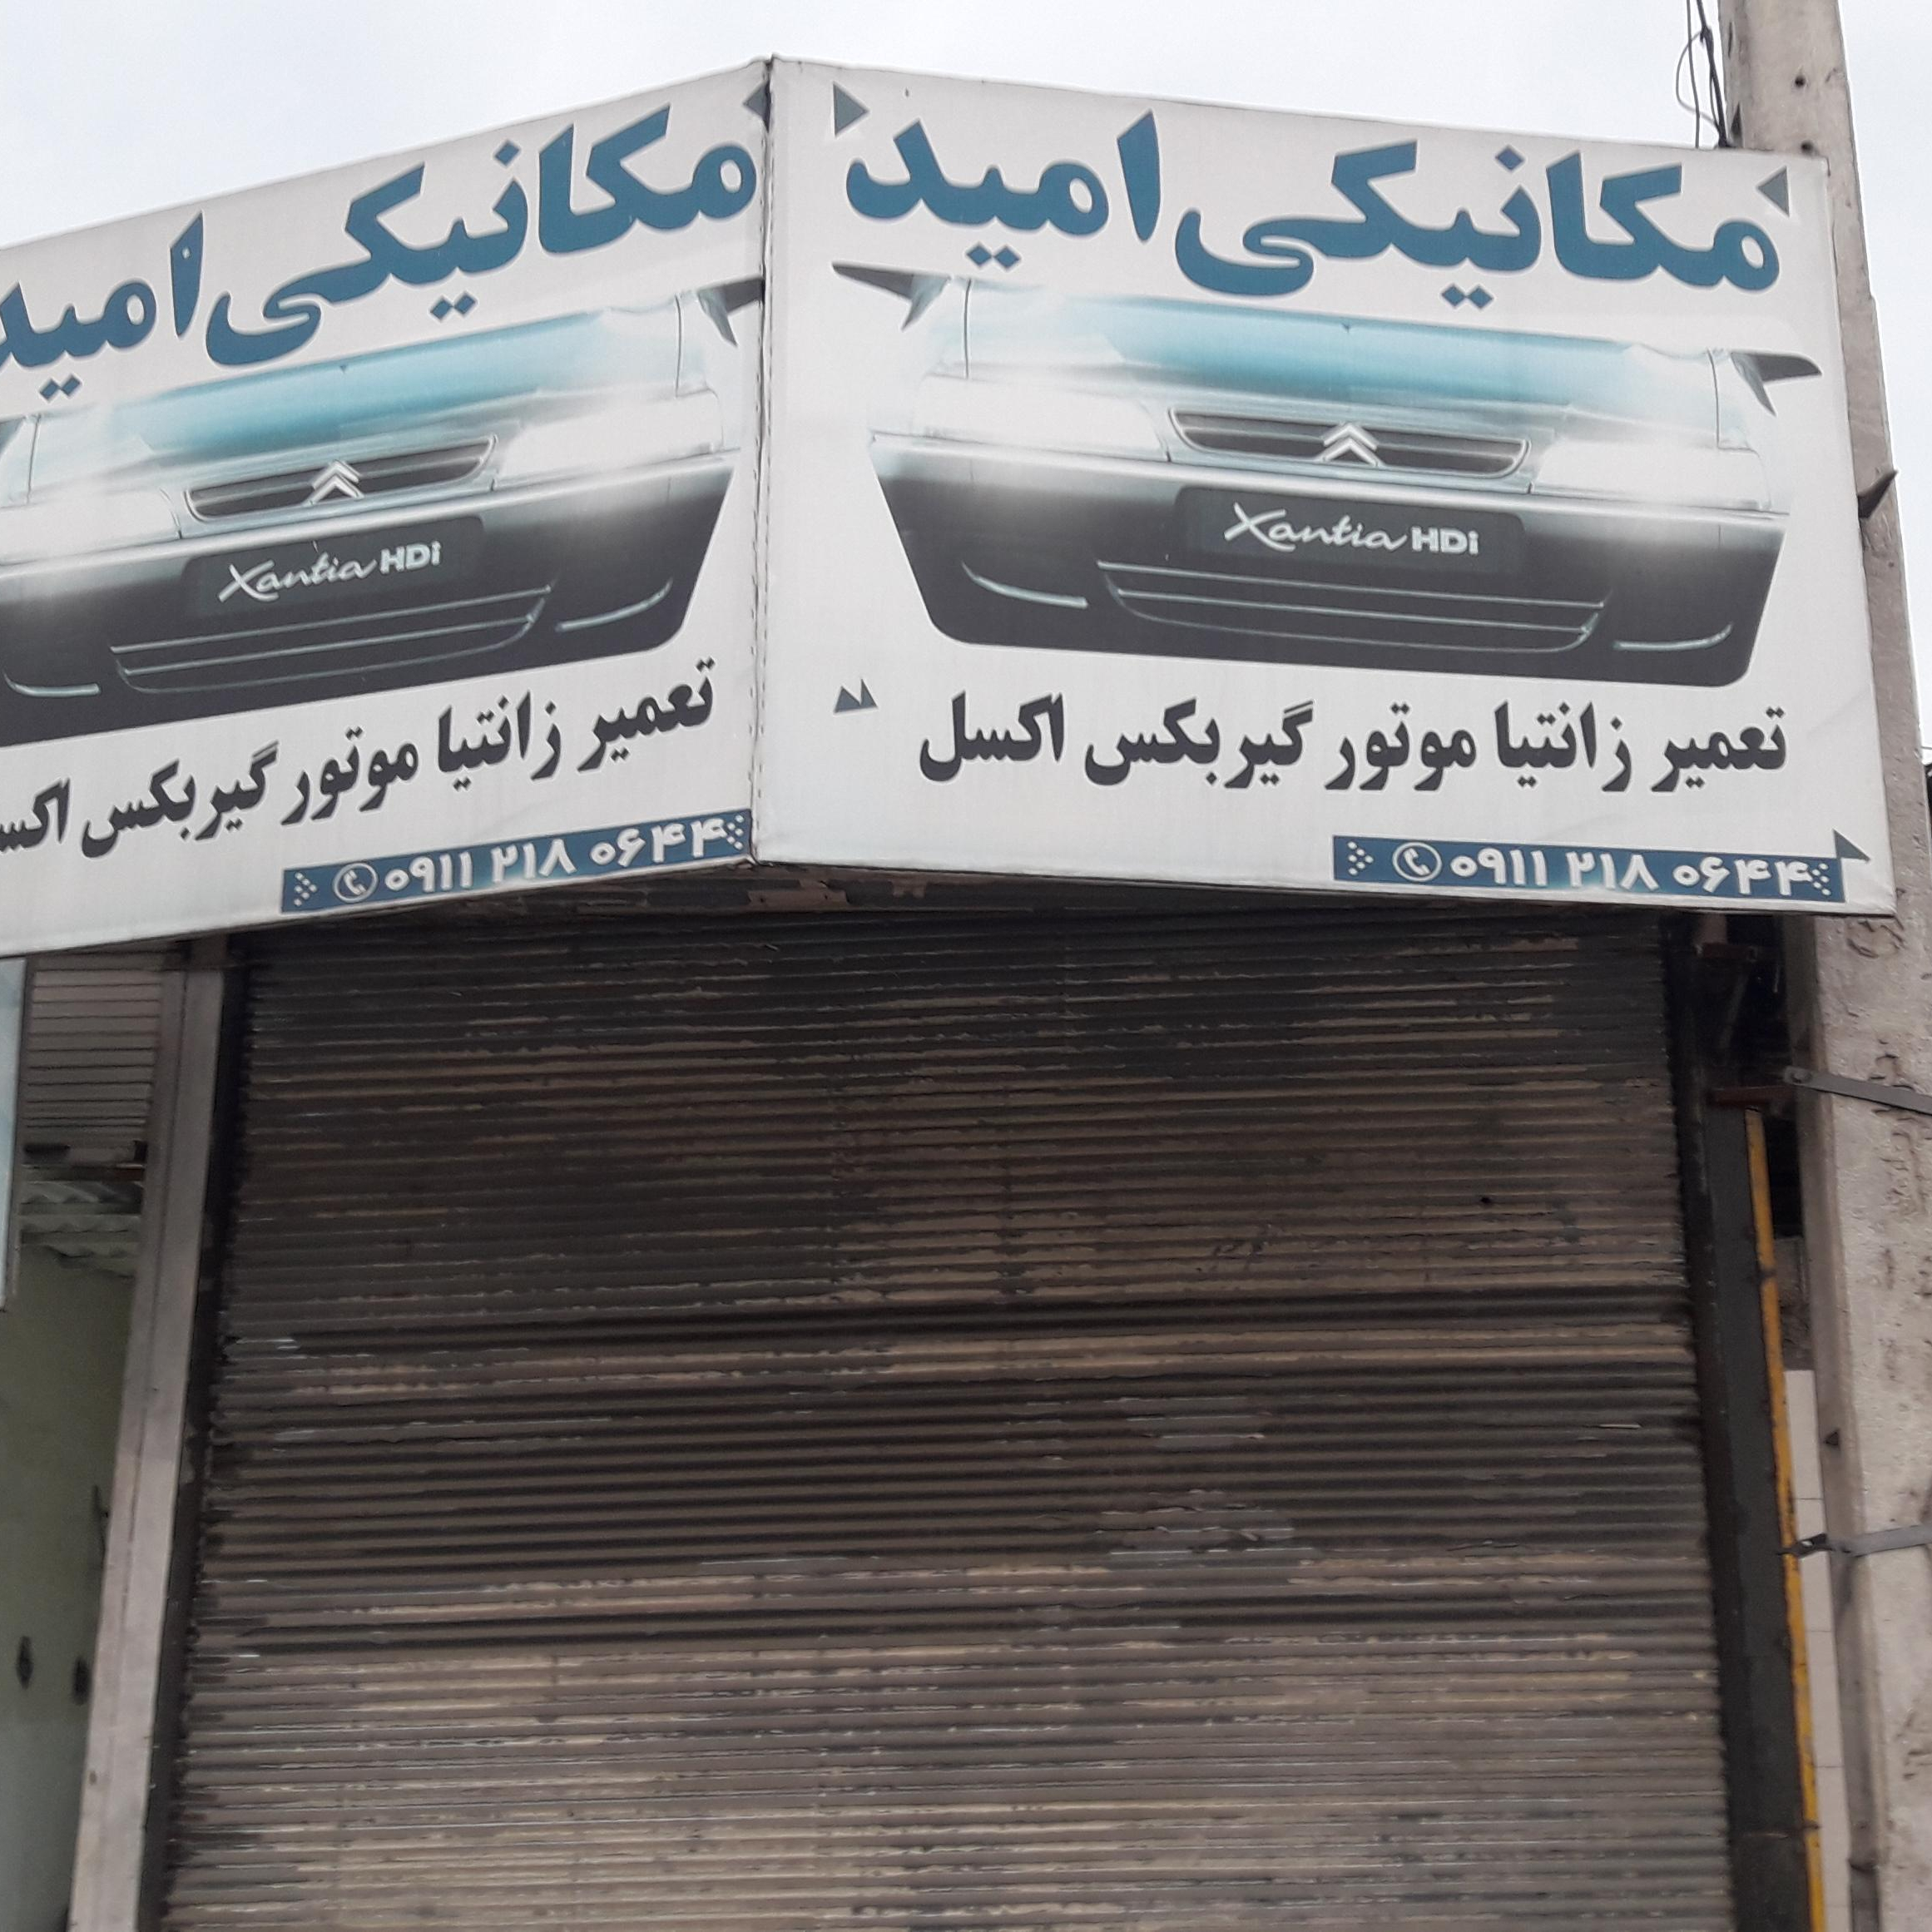 مکانیکی امید
Xantia HDi
تعمیر زانتیا موتور گیربکس اکسل
۰۹۱۱ ۲۱۸ ۰۶۴۴
مکانیکی امید
Xantia HDi
تعمیر زانتیا موتور گیربکس
۰۹۱۱ ۲۱۸ ۰۶۴۴